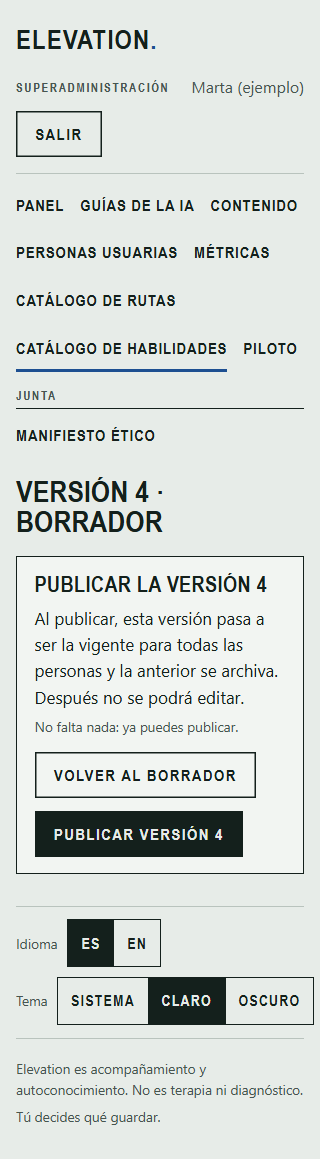 ELEVATION.
SUPERADMINISTRACIÓN Marta (ejemplo)
SALIR
PANEL GUÍAS DE LA IA CONTENIDO
PERSONAS USUARIAS MÉTRICAS
CATÁLOGO DE RUTAS
CATÁLOGO DE HABILIDADES PILOTO
JUNTA
MANIFIESTO ÉTICO
VERSIÓN 4 ·
BORRADOR
PUBLICAR LA VERSIÓN 4
Al publicar, esta versión pasa a
ser la vigente para todas las
personas y la anterior se archiva.
Después no se podrá editar.
No falta nada: ya puedes publicar.
VOLVER AL BORRADOR
PUBLICAR VERSIÓN 4
Idioma ES EN
Tema SISTEMA CLARO OSCURO
Elevation es acompañamiento y
autoconocimiento. No es terapia ni diagnóstico.
Tú decides qué guardar.